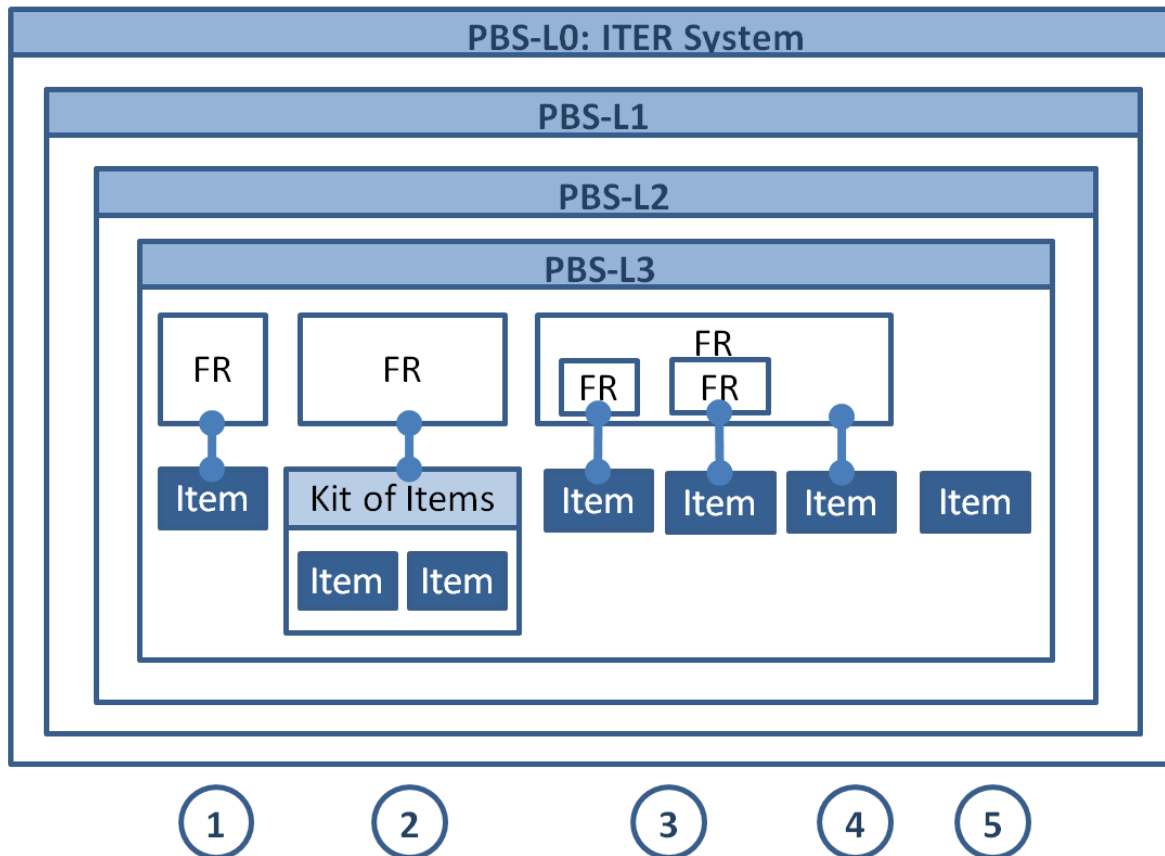 PBS-L0: ITER System
PBS-L1
PBS-L2
PBS-L3
FR
FR
FR
FR
FR
Item
Kit of Items
Item
Item
Item
Item
Item
Item
1
2
3
4
5